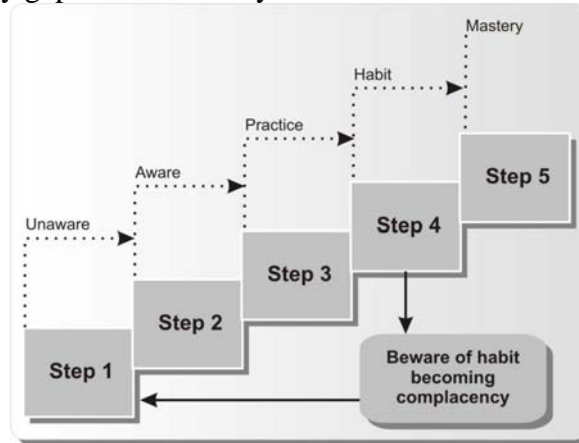 Mastery
Habit
Practice
Aware
Unaware
Step 5
Step 4
Step 3
Step 2
Step 1
Beware of habit
becoming
complacency